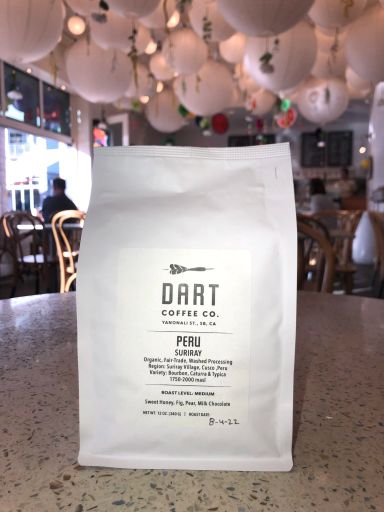 DART
COFFEE CO.
YANONALI ST., SB, CA
PERU
SURIRAY
Organic, Fair-Trade, Washed Processing
Region: Suriray Village, Cusco ,Peru
Variety: Bourbon, Caturra & Typica
1750-2000 masl
ROAST LEVEL: MEDIUM
Sweet Honey, Fig, Pear, Milk Chocolate
NET WT. 12 OZ. (340 G) | ROAST DATE:
8-4-22